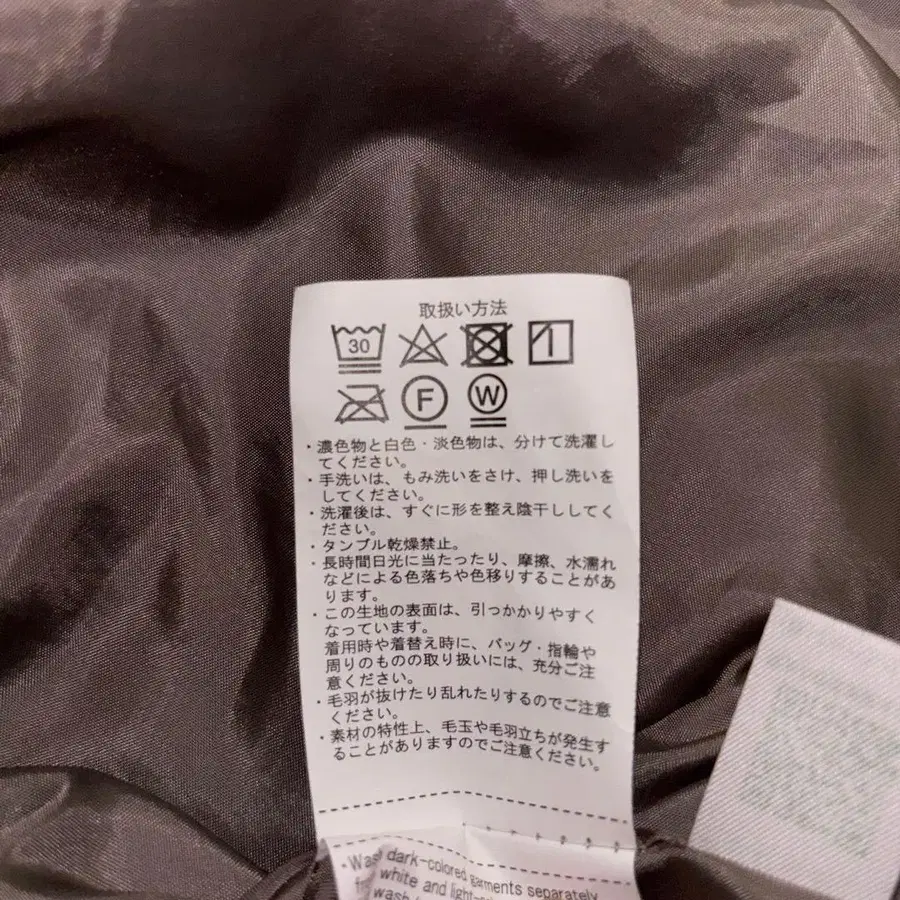 取扱い方法
30
F W
・濃色物と白色・淡色物は、分けて洗濯し
てください。
・手洗いは、もみ洗いをさけ、押し洗いを
してください。
・洗濯後は、すぐに形を整え陰干ししてく
ださい。
・タンブル乾燥禁止。
・長時間日光に当たったり、摩擦、水濡れ
などによる色落ちや色移りすることがあ
ります。
・この生地の表面は、引っかかりやすく
なっています。
着用時や着替え時に、バッグ・指輪や
周りのものの取り扱いには、充分ご注
意ください。
・毛羽が抜けたり乱れたりするのでご注意
ください。
・素材の特性上、毛玉や毛羽立ちが発生す
ることがありますのでご注意ください。
・Wash dark-colored garments separately
white and
wash